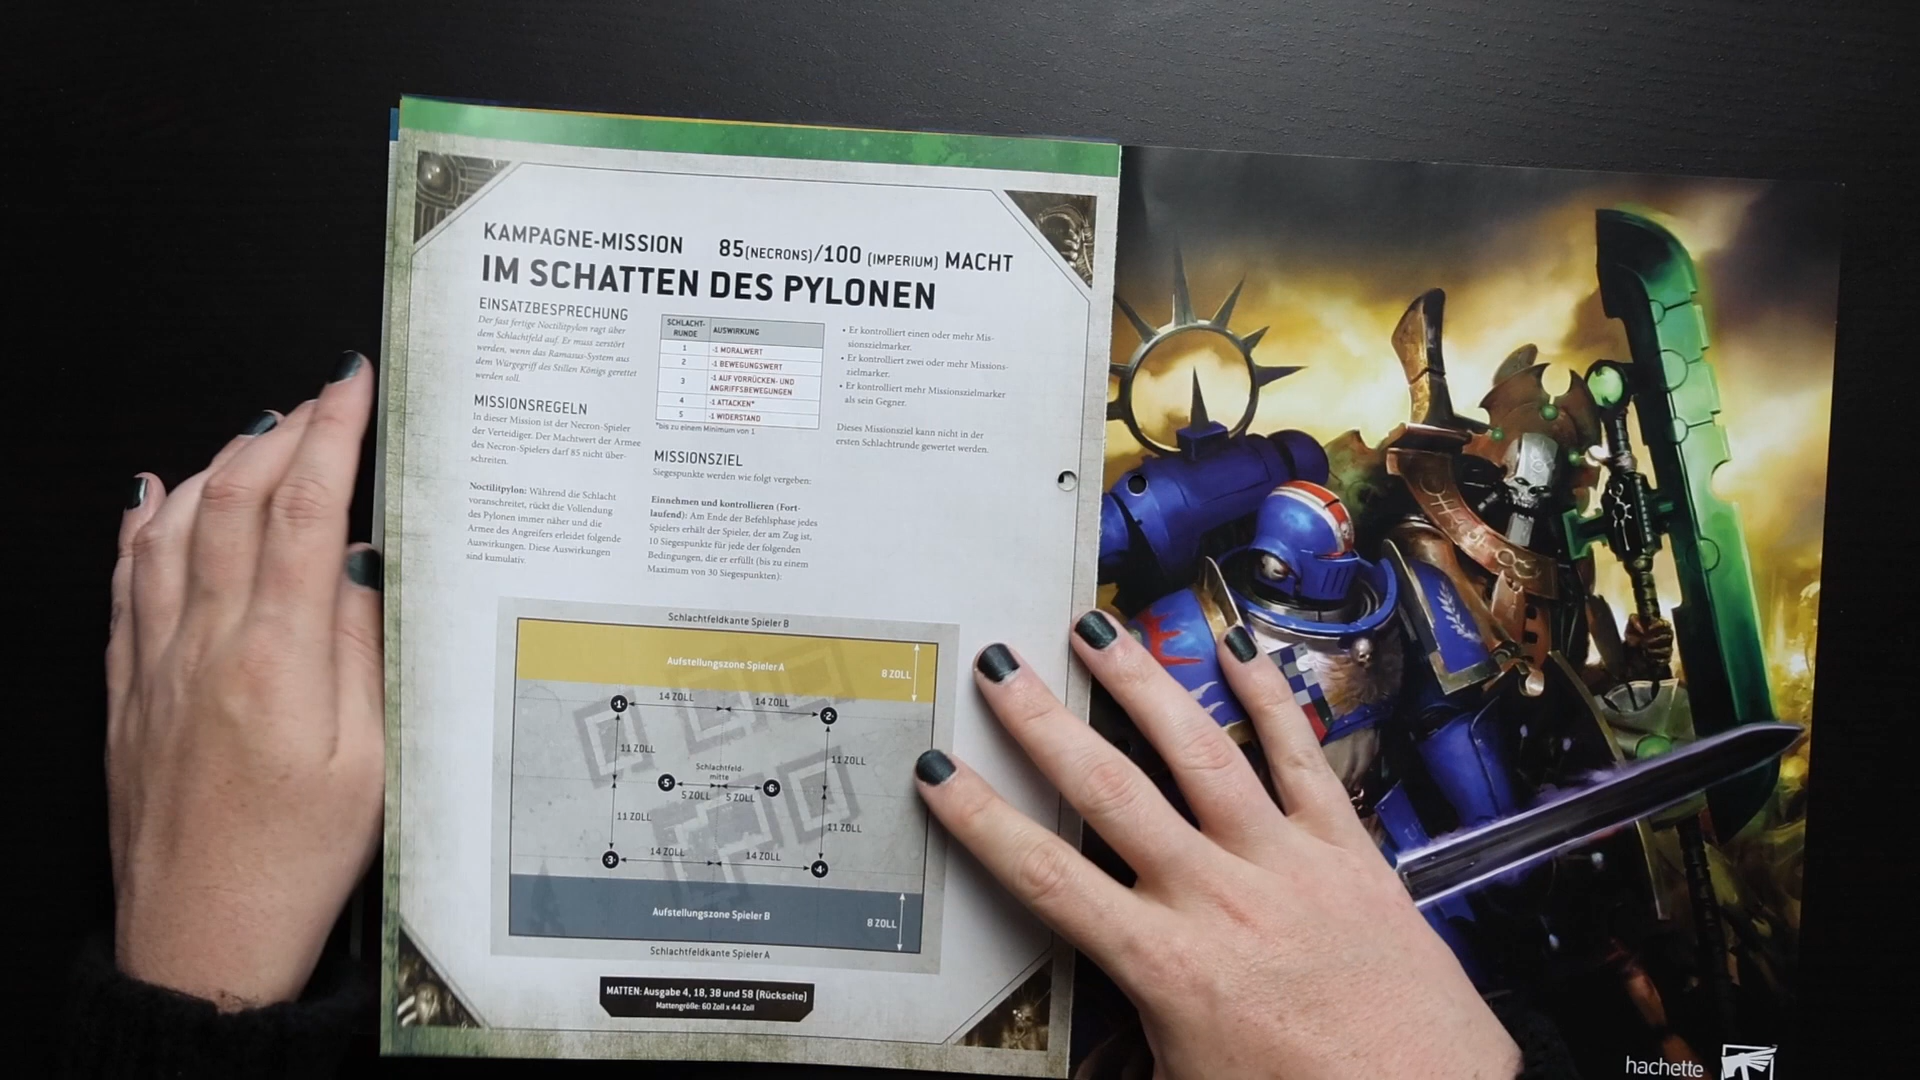 KAMPAGNE-MISSION 85(NECRONS)/100 (IMPERIUM) MACHT
IM SCHATTEN DES PYLONEN
EINSATZBESPRECHUNG
Der fast fertige Noctilitpylon ragt über
dem Schlachtfeld auf. Er muss zerstört
werden, wenn das Ramasus-System aus
dem Würgegriff des Stillen Königs gerettet
werden soll.
MISSIONSREGELN
In dieser Mission ist der Necron-Spieler
der Verteidiger. Der Machtwert der Armee
des Necron-Spielers darf 85 nicht über-
schreiten.
Noctilitpylon: Während die Schlacht
voranschreitet, rückt die Vollendung
des Pylonen immer näher und die
Armee des Angreifers erleidet folgende
Auswirkungen. Diese Auswirkungen
sind kumulativ.
SCHLACHT-
RUNDE AUSWIRKUNG
1 -1 MORALWERT
2 -1 BEWEGUNGSWERT
3 -1 AUF VORRÜCKEN- UND
ANGRIFFSBEWEGUNGEN
4 -1 ATTACKEN*
5 -1 WIDERSTAND
*bis zu einem Minimum von 1
MISSIONSZIEL
Siegespunkte werden wie folgt vergeben:
Einnehmen und kontrollieren (Fort-
laufend): Am Ende der Befehlsphase jedes
Spielers erhält der Spieler, der am Zug ist,
10 Siegespunkte für jede der folgenden
Bedingungen, die er erfüllt (bis zu einem
Maximum von 30 Siegespunkten):
• Er kontrolliert einen oder mehr Mis-
sionszielmarker.
• Er kontrolliert zwei oder mehr Missions-
zielmarker.
• Er kontrolliert mehr Missionszielmarker
als sein Gegner.
Dieses Missionsziel kann nicht in der
ersten Schlachtrunde gewertet werden.
Schlachtfeldkante Spieler B
Aufstellungszone Spieler A
8 ZOLL
1 14 ZOLL 14 ZOLL 2
11 ZOLL
11 ZOLL
Schlachtfeld-
mitte
5 5 ZOLL 5 ZOLL 6
11 ZOLL
11 ZOLL
3 14 ZOLL 14 ZOLL 4
Aufstellungszone Spieler B
8 ZOLL
Schlachtfeldkante Spieler A
MATTEN: Ausgabe 4, 18, 38 und 58 (Rückseite)
Mattengröße: 60 Zoll x 44 Zoll
hachette